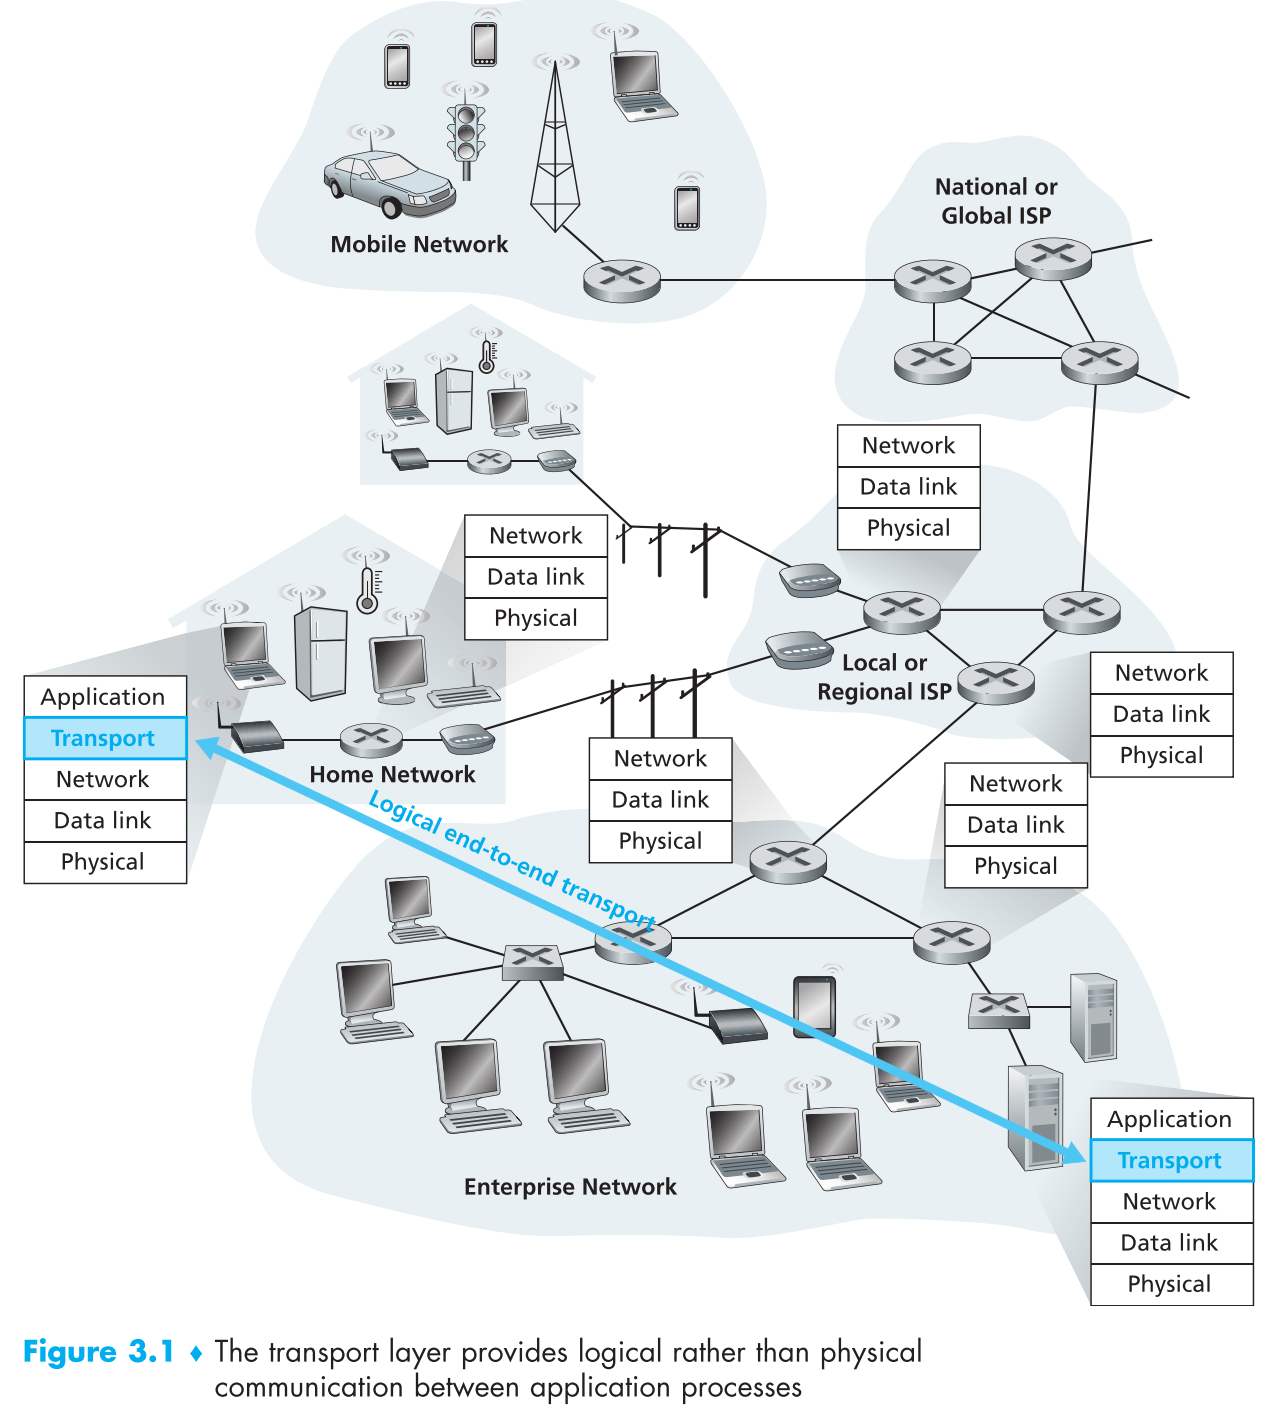 Mobile Network
National or
Global ISP
Network
Data link
Physical
Network
Data link
Physical
Local or
Regional ISP
Network
Data link
Physical
Application
Transport
Network
Data link
Physical
Home Network
Network
Data link
Physical
Network
Data link
Physical
Logical end-to-end transport
Enterprise Network
Application
Transport
Network
Data link
Physical
Figure 3.1 ♦ The transport layer provides logical rather than physical
communication between application processes